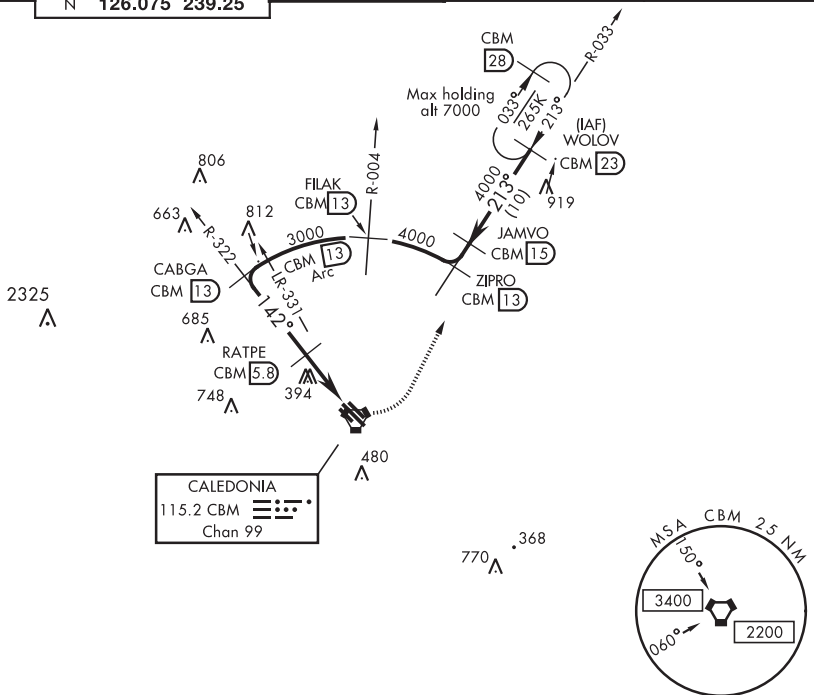 N 126.075 239.25
CBM
28
R-033
Max holding
alt 7000
033°
265K
213°
(IAF)
WOLOV
CBM 23
919
4000
213°
(10)
806
R-004
FILAK
CBM 13
663
812
R-322
3000
4000
JAMVO
CBM 15
CBM 13
Arc
CABGA
CBM 13
LR-331
ZIPRO
CBM 13
142°
2325
685
RATPE
CBM 5.8
394
748
480
CALEDONIA
115.2 CBM
Chan 99
770
368
MSA CBM 25 NM
150°
3400
060°
2200